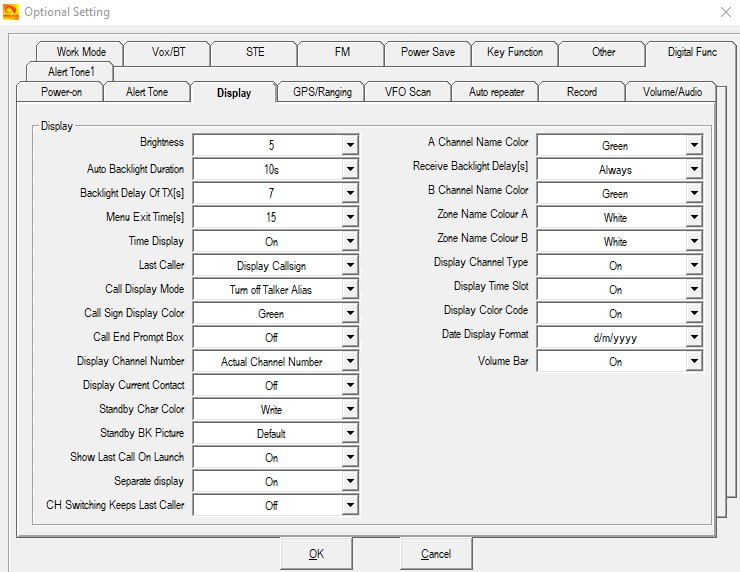 Optional Setting
Work Mode Vox/BT STE FM Power Save Key Function Other Digital Func
Alert Tone1
Power-on Alert Tone Display GPS/Ranging VFO Scan Auto repeater Record Volume/Audio
Display
Brightness 5
Auto Backlight Duration 10s
Backlight Delay Of TX[s] 7
Menu Exit Time[s] 15
Time Display On
Last Caller Display Callsign
Call Display Mode Turn off Talker Alias
Call Sign Display Color Green
Call End Prompt Box Off
Display Channel Number Actual Channel Number
Display Current Contact Off
Standby Char Color Write
Standby BK Picture Default
Show Last Call On Launch On
Separate display On
CH Switching Keeps Last Caller Off
A Channel Name Color Green
Receive Backlight Delay[s] Always
B Channel Name Color Green
Zone Name Colour A White
Zone Name Colour B White
Display Channel Type On
Display Time Slot On
Display Color Code On
Date Display Format d/m/yyyy
Volume Bar On
OK Cancel